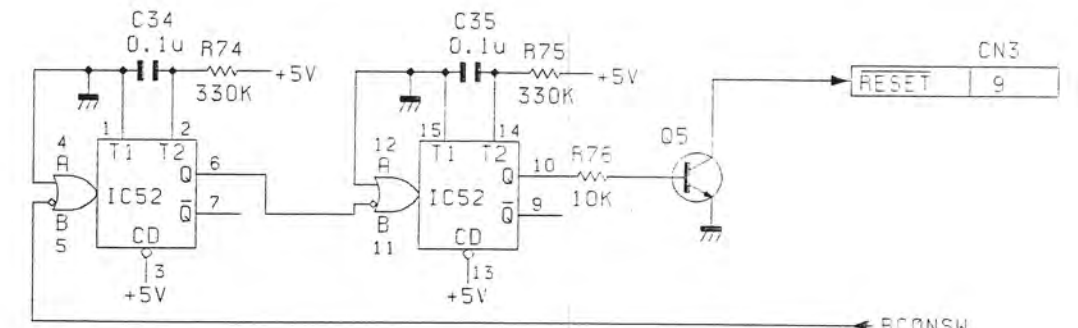 C34
0.1u
R74
330K
+5V
C35
0.1u
R75
330K
+5V
CN3
RESET 9
1 2
T1 T2
4
A
B
5
IC52
6
Q
Q̅
7
CD
3
+5V
15 14
T1 T2
12
A
B
11
IC52
10
Q
Q̅
9
CD
13
+5V
R76
10K
Q5
BCONSW